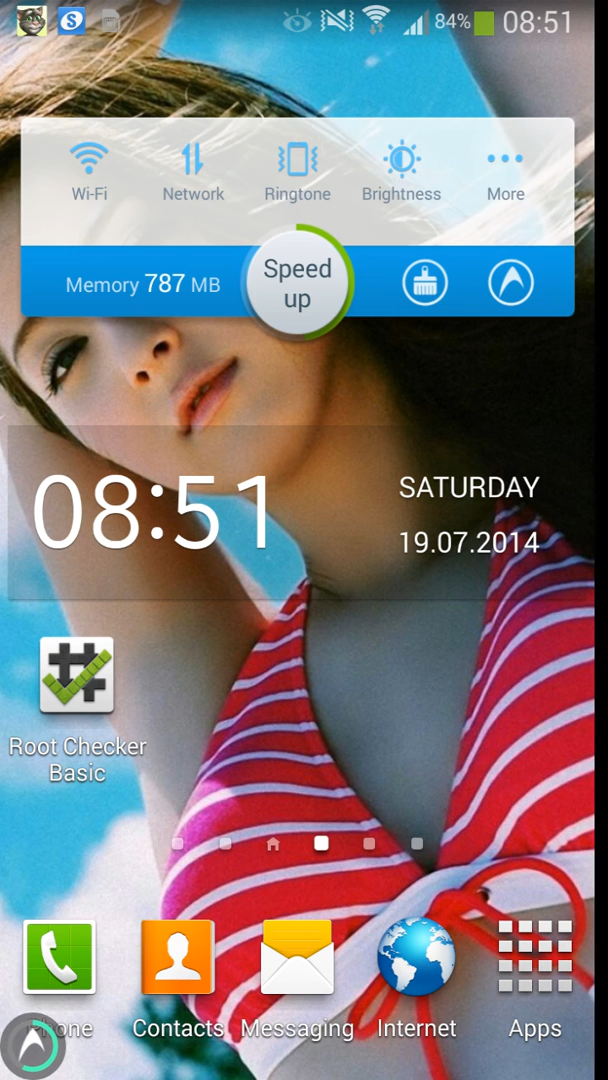 84% 08:51
Wi-Fi Network Ringtone Brightness More
Memory 787 MB
Speed
up
08:51
SATURDAY
19.07.2014
Root Checker
Basic
Phone Contacts Messaging Internet Apps